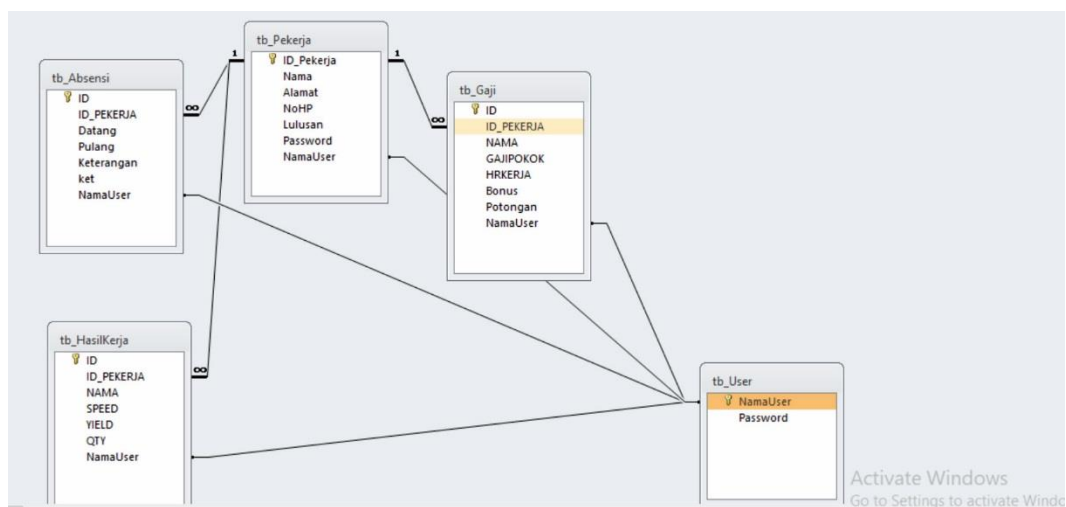 tb_Absensi
ID
ID_PEKERJA
Datang
Pulang
Keterangan
ket
NamaUser
tb_Pekerja
ID_Pekerja
Nama
Alamat
NoHP
Lulusan
Password
NamaUser
tb_Gaji
ID
ID_PEKERJA
NAMA
GAJIPOKOK
HRKERJA
Bonus
Potongan
NamaUser
1
∞
1
∞
∞
tb_HasilKerja
ID
ID_PEKERJA
NAMA
SPEED
YIELD
QTY
NamaUser
tb_User
NamaUser
Password
Activate Windows
Go to Settings to activate Windo